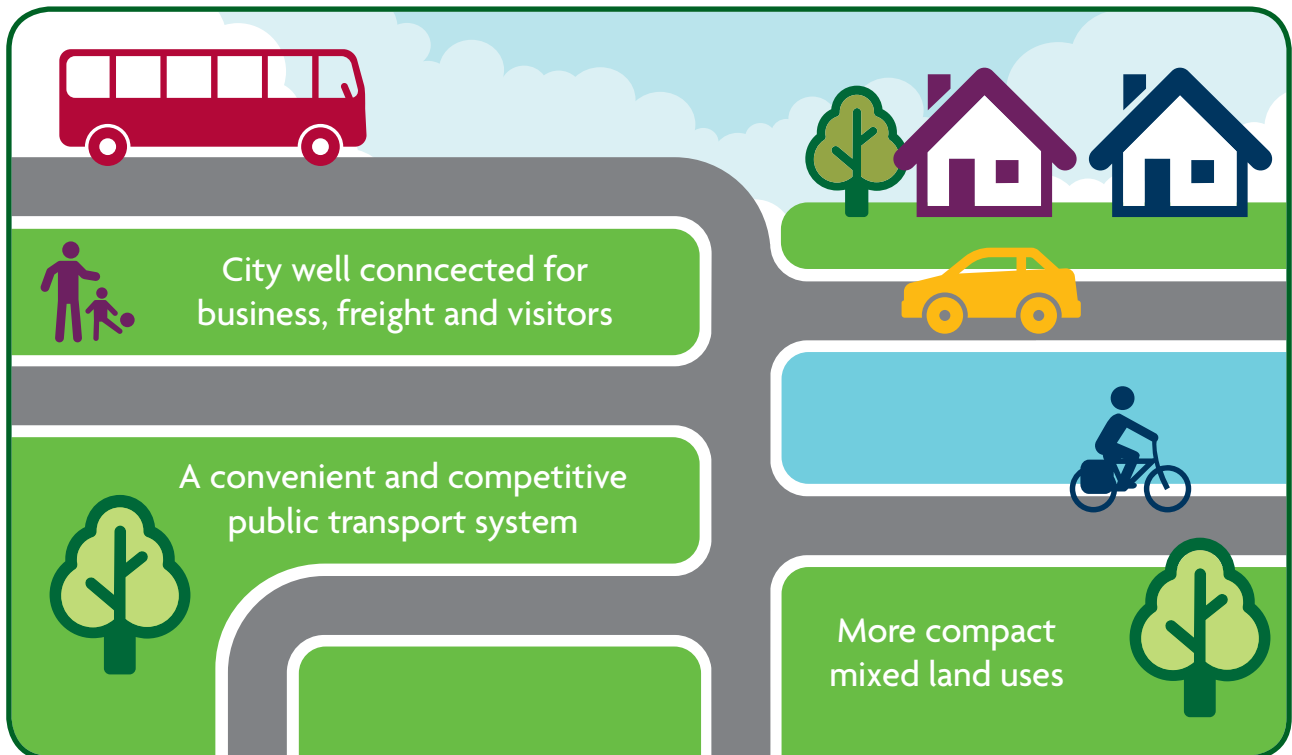 City well conncected for
business, freight and visitors
A convenient and competitive
public transport system
More compact
mixed land uses